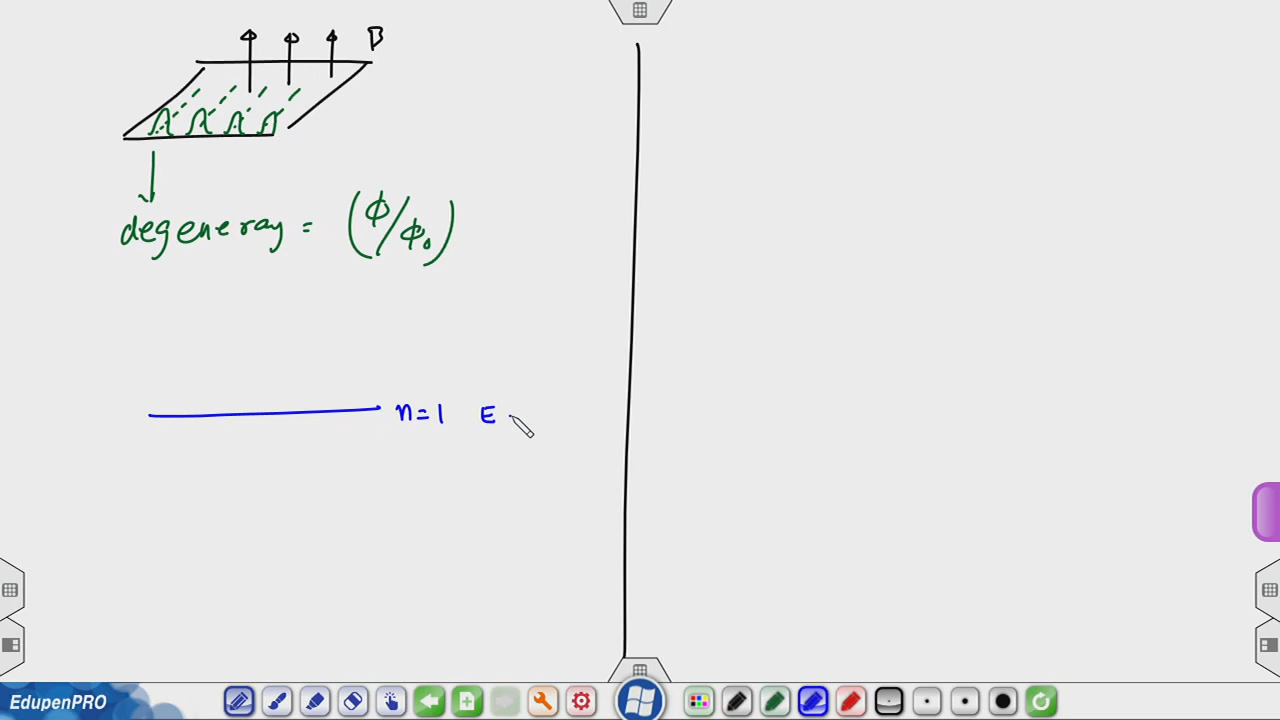 B
degeneray = (φ/φ₀)
n=1 E
EdupenPRO